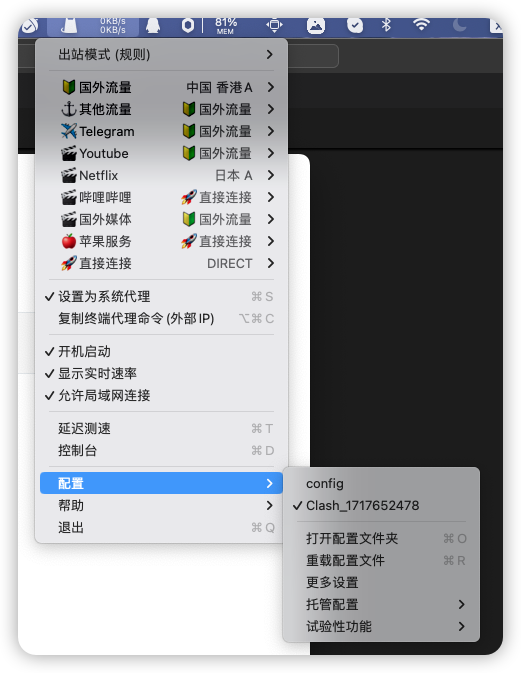 0KB/s
0KB/s
81%
MEM
出站模式 (规则)
国外流量 中国 香港 A
其他流量 国外流量
Telegram 国外流量
Youtube 国外流量
Netflix 日本 A
哔哩哔哩 直接连接
国外媒体 国外流量
苹果服务 直接连接
直接连接 DIRECT
设置为系统代理 ⌘ S
复制终端代理命令 (外部 IP) ⌥⌘ C
开机启动
显示实时速率
允许局域网连接
延迟测速 ⌘ T
控制台 ⌘ D
配置
帮助
退出 ⌘ Q
config
Clash_1717652478
打开配置文件夹 ⌘ O
重载配置文件 ⌘ R
更多设置
托管配置
试验性功能